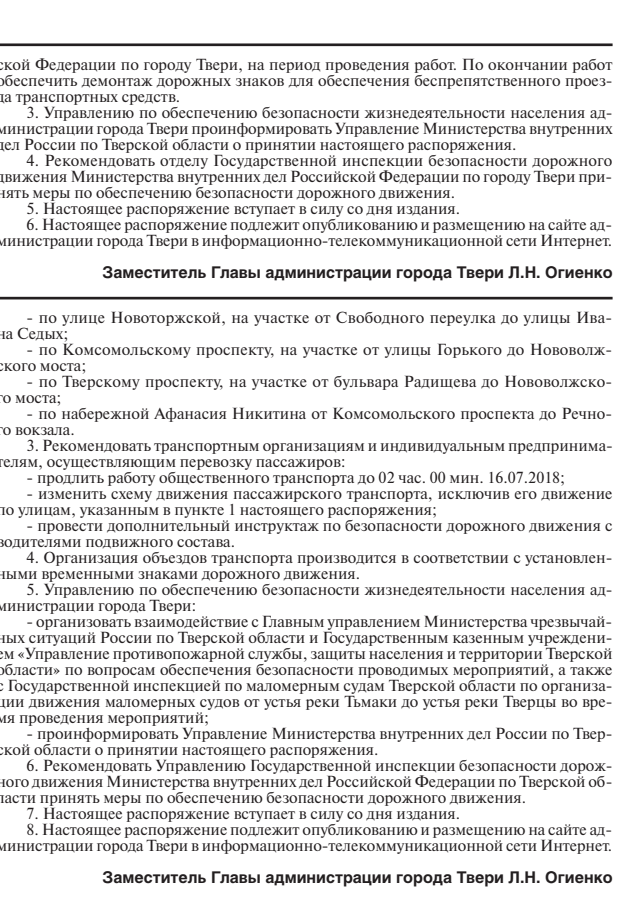 ской Федерации по городу Твери, на период проведения работ. По окончании работ
обеспечить демонтаж дорожных знаков для обеспечения беспрепятственного проез-
да транспортных средств.
3. Управлению по обеспечению безопасности жизнедеятельности населения ад-
министрации города Твери проинформировать Управление Министерства внутренних
дел России по Тверской области о принятии настоящего распоряжения.
4. Рекомендовать отделу Государственной инспекции безопасности дорожного
движения Министерства внутренних дел Российской Федерации по городу Твери при-
нять меры по обеспечению безопасности дорожного движения.
5. Настоящее распоряжение вступает в силу со дня издания.
6. Настоящее распоряжение подлежит опубликованию и размещению на сайте ад-
министрации города Твери в информационно-телекоммуникационной сети Интернет.
Заместитель Главы администрации города Твери Л.Н. Огиенко
- по улице Новоторжской, на участке от Свободного переулка до улицы Ива-
на Седых;
- по Комсомольскому проспекту, на участке от улицы Горького до Нововолж-
ского моста;
- по Тверскому проспекту, на участке от бульвара Радищева до Нововолжско-
го моста;
- по набережной Афанасия Никитина от Комсомольского проспекта до Речно-
го вокзала.
3. Рекомендовать транспортным организациям и индивидуальным предпринима-
телям, осуществляющим перевозку пассажиров:
- продлить работу общественного транспорта до 02 час. 00 мин. 16.07.2018;
- изменить схему движения пассажирского транспорта, исключив его движение
по улицам, указанным в пункте 1 настоящего распоряжения;
- провести дополнительный инструктаж по безопасности дорожного движения с
водителями подвижного состава.
4. Организация объездов транспорта производится в соответствии с установлен-
ными временными знаками дорожного движения.
5. Управлению по обеспечению безопасности жизнедеятельности населения ад-
министрации города Твери:
- организовать взаимодействие с Главным управлением Министерства чрезвычай-
ных ситуаций России по Тверской области и Государственным казенным учреждени-
ем «Управление противопожарной службы, защиты населения и территории Тверской
области» по вопросам обеспечения безопасности проводимых мероприятий, а также
с Государственной инспекцией по маломерным судам Тверской области по организа-
ции движения маломерных судов от устья реки Тьмаки до устья реки Тверцы во вре-
мя проведения мероприятий;
- проинформировать Управление Министерства внутренних дел России по Твер-
ской области о принятии настоящего распоряжения.
6. Рекомендовать Управлению Государственной инспекции безопасности дорож-
ного движения Министерства внутренних дел Российской Федерации по Тверской об-
ласти принять меры по обеспечению безопасности дорожного движения.
7. Настоящее распоряжение вступает в силу со дня издания.
8. Настоящее распоряжение подлежит опубликованию и размещению на сайте ад-
министрации города Твери в информационно-телекоммуникационной сети Интернет.
Заместитель Главы администрации города Твери Л.Н. Огиенко